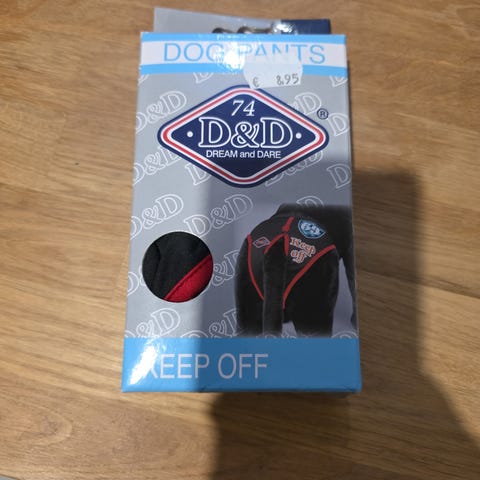 DOG PANTS
€ 8,95
74
D&D ®
DREAM and DARE
D&D
D&D
D&D
D&D
D&D
Keep
off
KEEP OFF